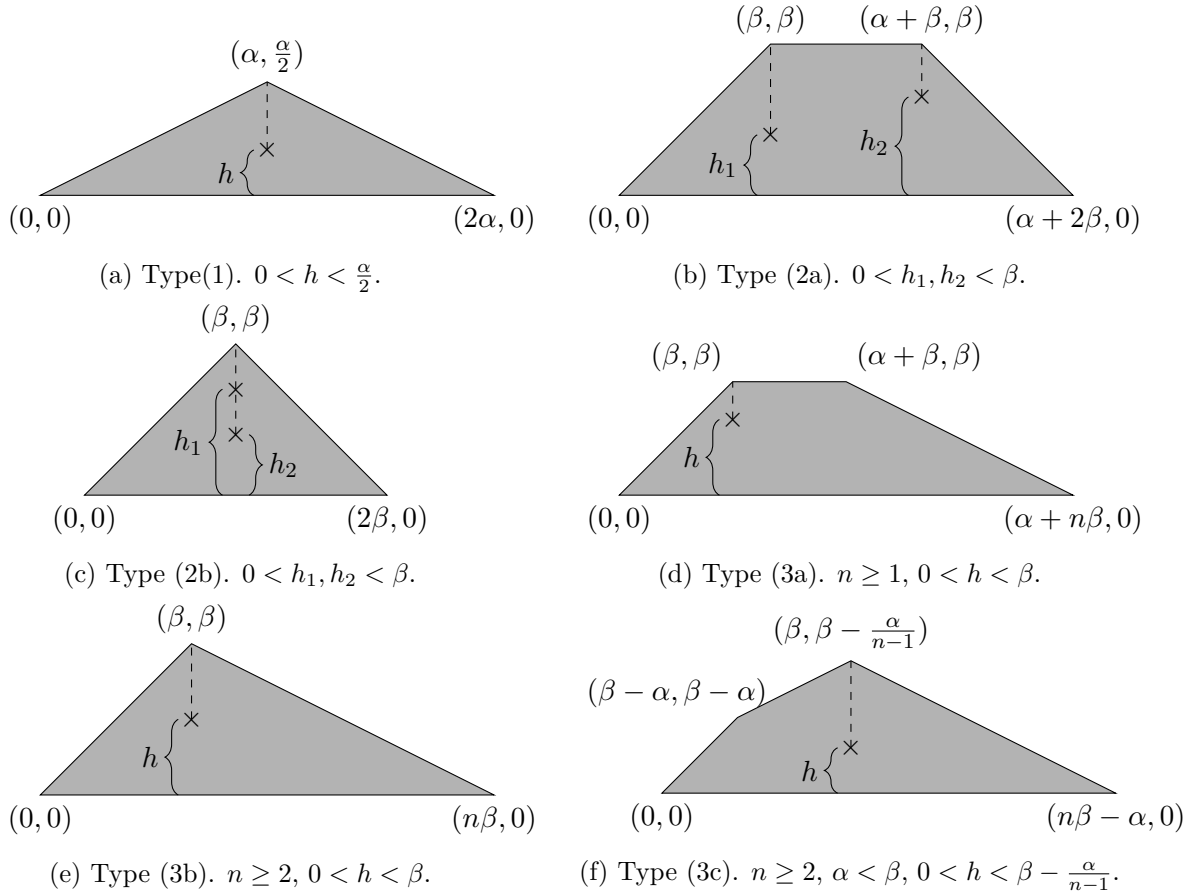 (α, α/2)
h
(0, 0)
(2α, 0)
(a) Type(1). 0 < h < α/2.
(β, β)
(α + β, β)
h₁
h₂
(0, 0)
(α + 2β, 0)
(b) Type (2a). 0 < h₁, h₂ < β.
(β, β)
h₁
h₂
(0, 0)
(2β, 0)
(c) Type (2b). 0 < h₁, h₂ < β.
(β, β)
(α + β, β)
h
(0, 0)
(α + nβ, 0)
(d) Type (3a). n ≥ 1, 0 < h < β.
(β, β)
h
(0, 0)
(nβ, 0)
(e) Type (3b). n ≥ 2, 0 < h < β.
(β, β − α/(n−1))
(β − α, β − α)
h
(0, 0)
(nβ − α, 0)
(f) Type (3c). n ≥ 2, α < β, 0 < h < β − α/(n−1).